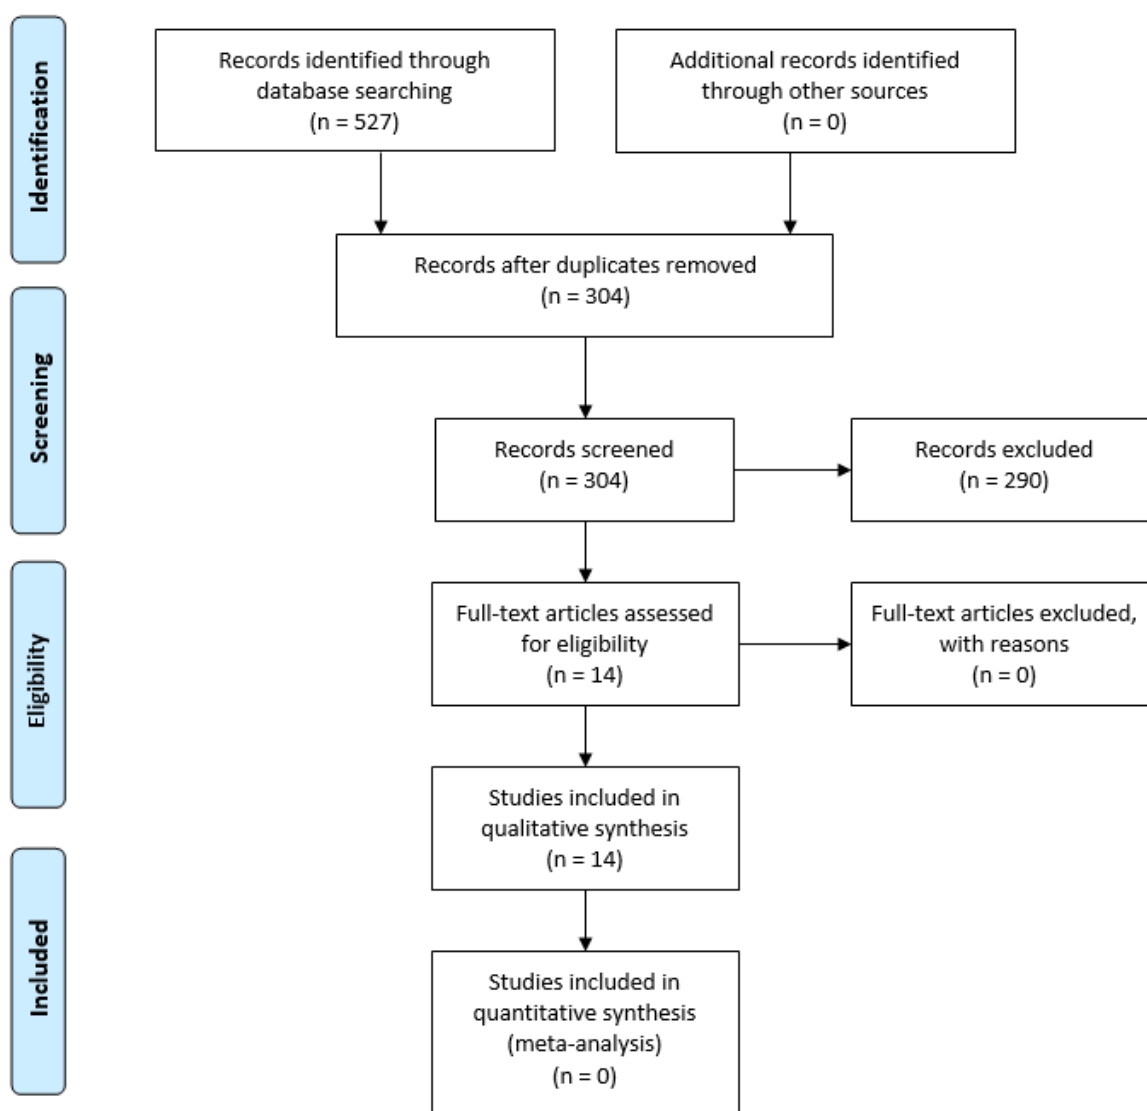 Identification
Records identified through
database searching
(n = 527)
Additional records identified
through other sources
(n = 0)
Records after duplicates removed
(n = 304)
Screening
Records screened
(n = 304)
Records excluded
(n = 290)
Eligibility
Full-text articles assessed
for eligibility
(n = 14)
Full-text articles excluded,
with reasons
(n = 0)
Studies included in
qualitative synthesis
(n = 14)
Included
Studies included in
quantitative synthesis
(meta-analysis)
(n = 0)